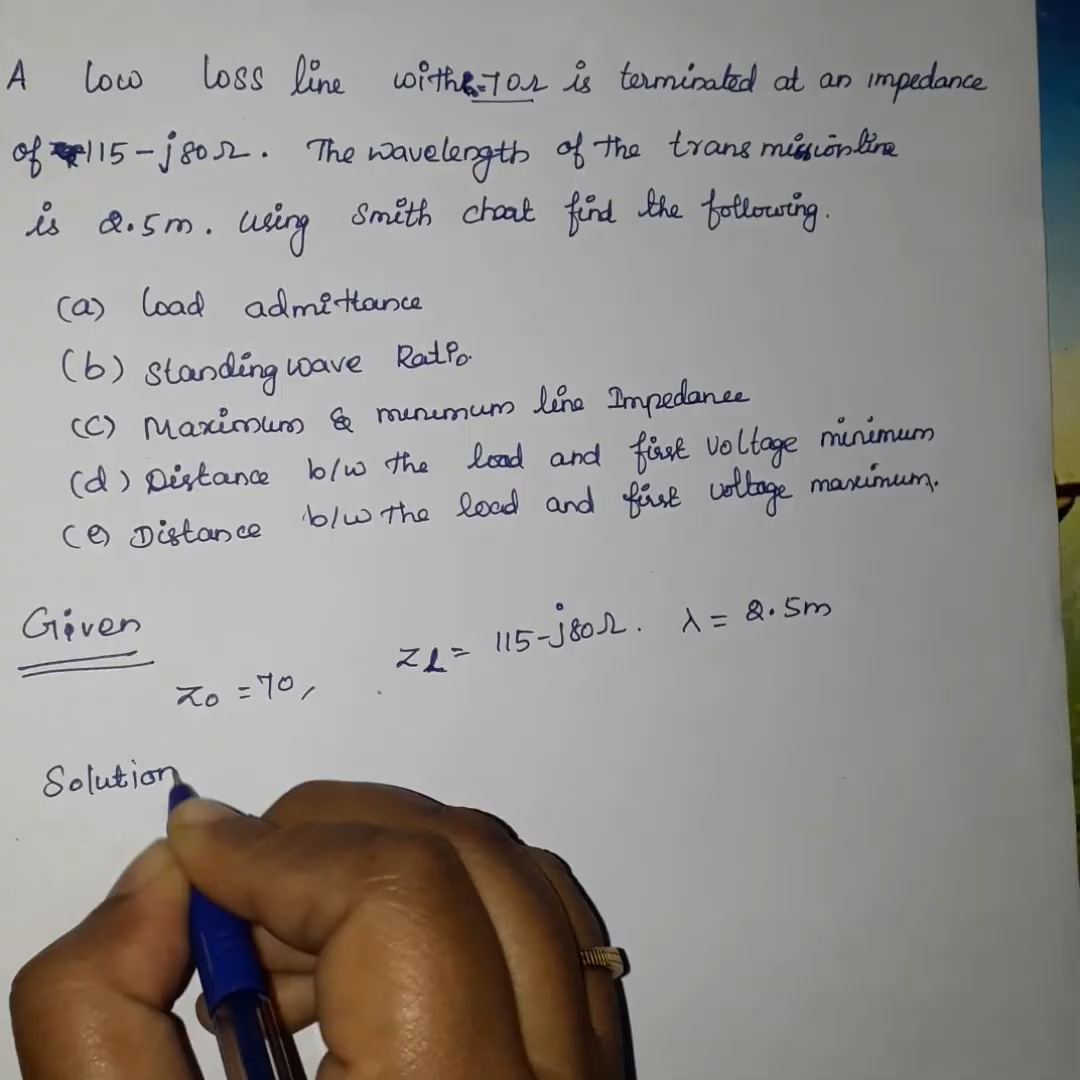 A low loss line with Z₀=70Ω is terminated at an impedance
of 115-j80Ω. The wavelength of the transmission line
is 2.5m. Using smith chart find the following.
(a) Load admittance
(b) Standing wave Ratio
(c) Maximum & minimum line Impedance
(d) Distance b/w the load and first voltage minimum
(e) Distance b/w the load and first voltage maximum.
Given
Z₀ = 70, ZL = 115-j80Ω. λ = 2.5m
Solution